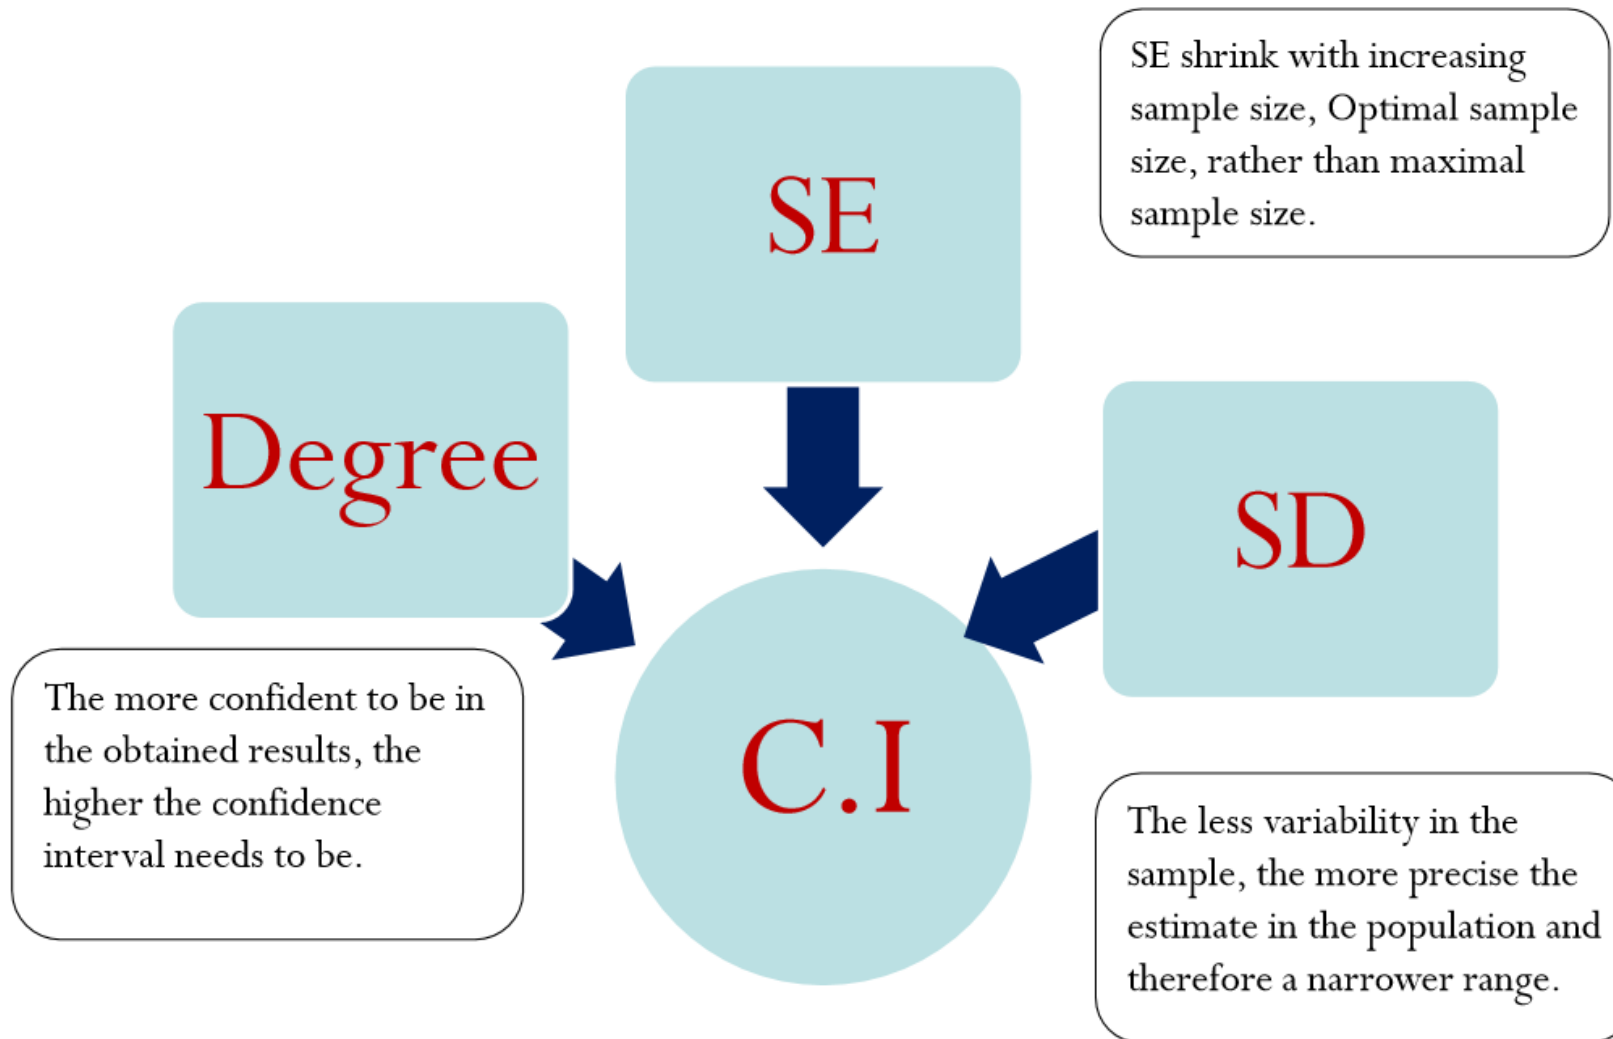 SE shrink with increasing
sample size, Optimal sample
size, rather than maximal
sample size.
SE
Degree
SD
The more confident to be in
the obtained results, the
higher the confidence
interval needs to be.
C.I
The less variability in the
sample, the more precise the
estimate in the population and
therefore a narrower range.